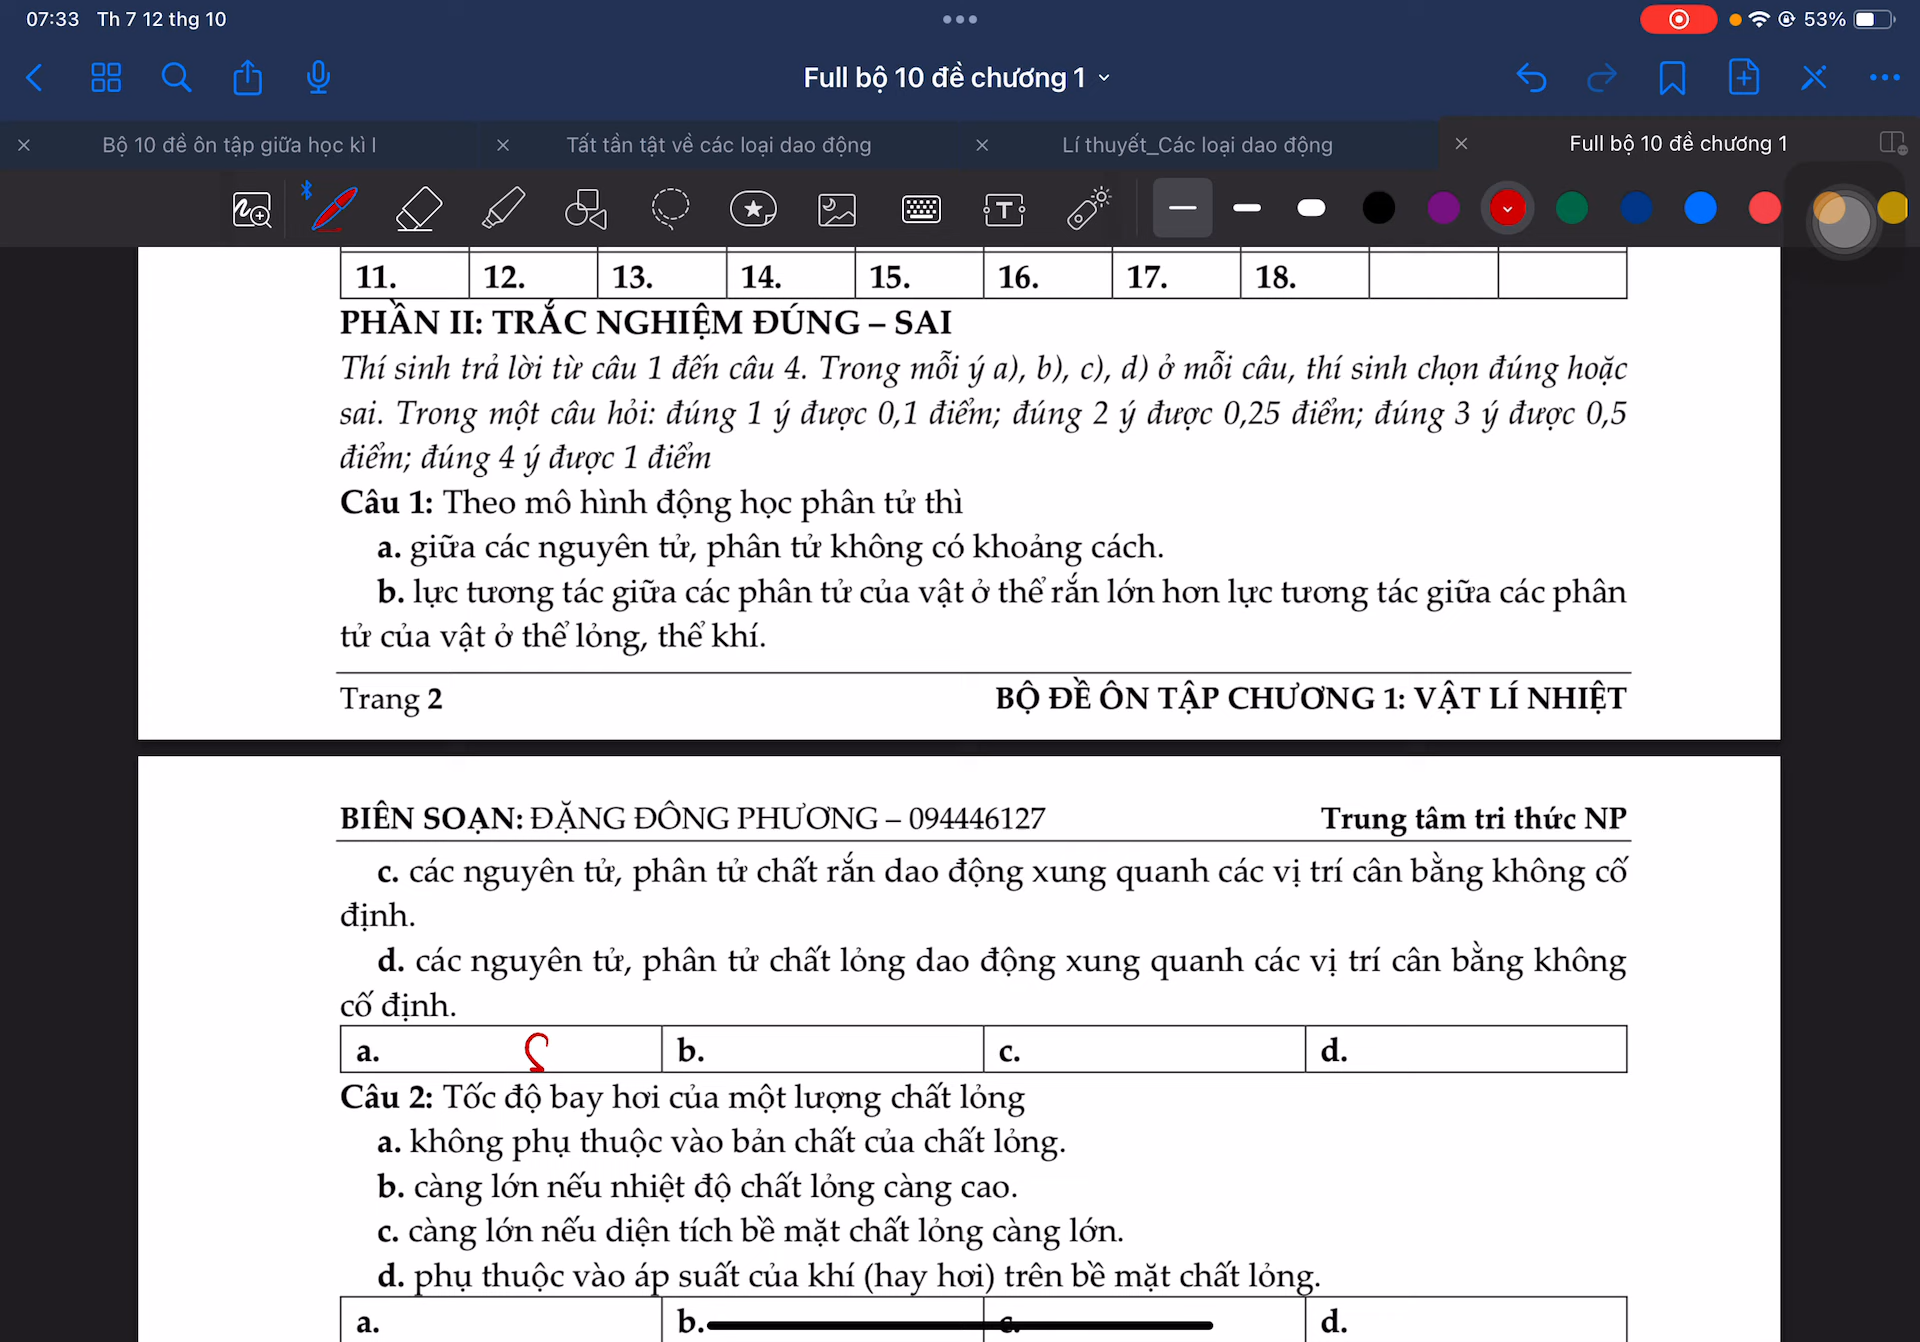 07:33 Th 7 12 thg 10
53%
Full bộ 10 đề chương 1
Bộ 10 đề ôn tập giữa học kì I
Tất tần tật về các loại dao động
Lí thuyết_Các loại dao động
Full bộ 10 đề chương 1
11. 12. 13. 14. 15. 16. 17. 18.
PHẦN II: TRẮC NGHIỆM ĐÚNG – SAI
Thí sinh trả lời từ câu 1 đến câu 4. Trong mỗi ý a), b), c), d) ở mỗi câu, thí sinh chọn đúng hoặc
sai. Trong một câu hỏi: đúng 1 ý được 0,1 điểm; đúng 2 ý được 0,25 điểm; đúng 3 ý được 0,5
điểm; đúng 4 ý được 1 điểm
Câu 1: Theo mô hình động học phân tử thì
a. giữa các nguyên tử, phân tử không có khoảng cách.
b. lực tương tác giữa các phân tử của vật ở thể rắn lớn hơn lực tương tác giữa các phân
tử của vật ở thể lỏng, thể khí.
Trang 2 BỘ ĐỀ ÔN TẬP CHƯƠNG 1: VẬT LÍ NHIỆT
BIÊN SOẠN: ĐẶNG ĐÔNG PHƯƠNG – 094446127 Trung tâm tri thức NP
c. các nguyên tử, phân tử chất rắn dao động xung quanh các vị trí cân bằng không cố
định.
d. các nguyên tử, phân tử chất lỏng dao động xung quanh các vị trí cân bằng không
cố định.
a. b. c. d.
Câu 2: Tốc độ bay hơi của một lượng chất lỏng
a. không phụ thuộc vào bản chất của chất lỏng.
b. càng lớn nếu nhiệt độ chất lỏng càng cao.
c. càng lớn nếu diện tích bề mặt chất lỏng càng lớn.
d. phụ thuộc vào áp suất của khí (hay hơi) trên bề mặt chất lỏng.
a. b. c. d.